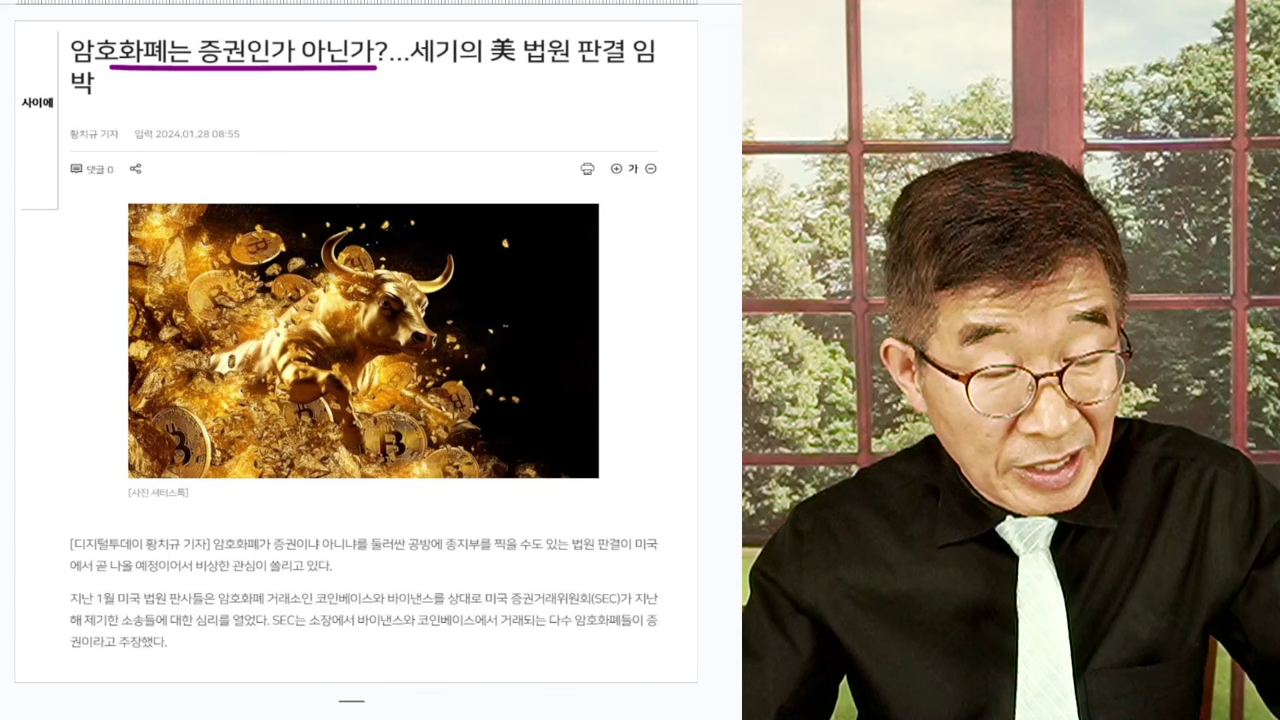 암호화폐는 증권인가 아닌가?...세기의 美 법원 판결 임
박
사이에
황치규 기자 입력 2024.01.28 08:55
댓글 0
가
[사진 셔터스톡]
[디지털투데이 황치규 기자] 암호화폐가 증권이냐 아니냐를 둘러싼 공방에 종지부를 찍을 수도 있는 법원 판결이 미국
에서 곧 나올 예정이어서 비상한 관심이 쏠리고 있다.
지난 1월 미국 법원 판사들은 암호화폐 거래소인 코인베이스와 바이낸스를 상대로 미국 증권거래위원회(SEC)가 지난
해 제기한 소송들에 대한 심리를 열었다. SEC는 소장에서 바이낸스와 코인베이스에서 거래되는 다수 암호화폐들이 증
권이라고 주장했다.